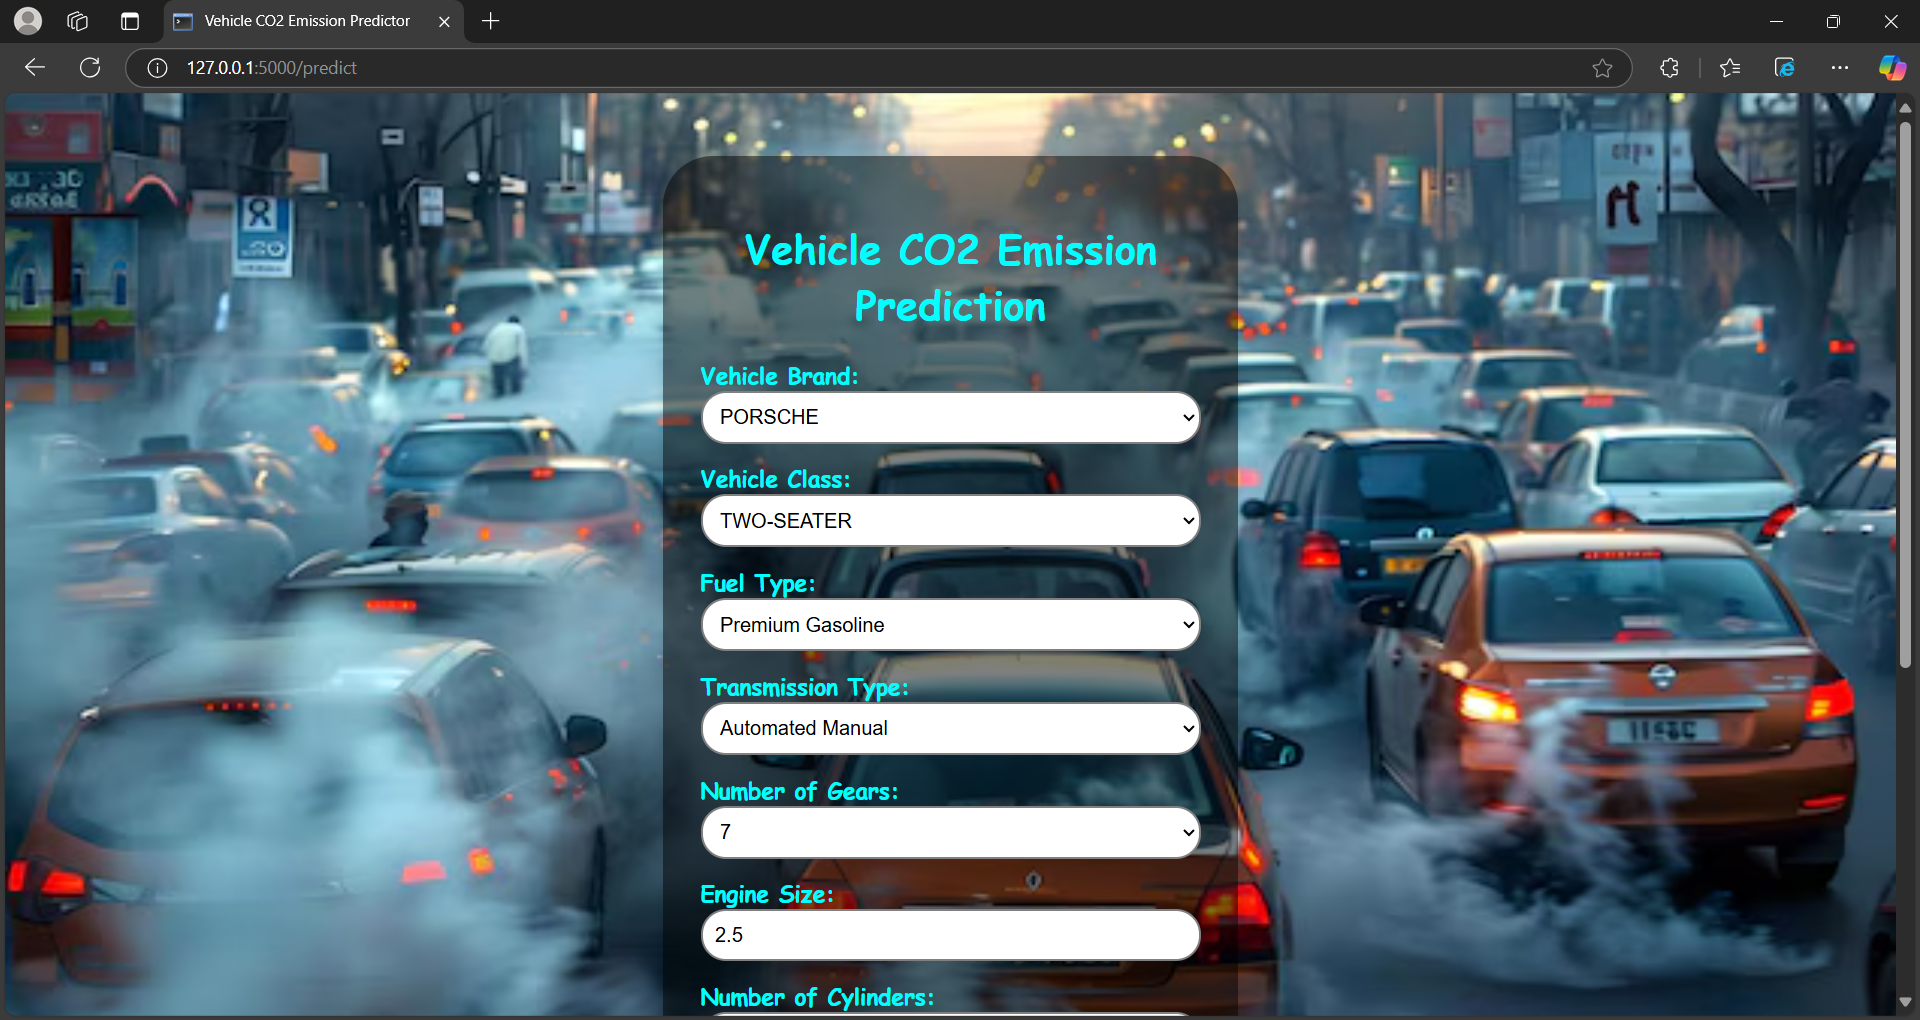 Vehicle CO2 Emission Predictor
127.0.0.1:5000/predict
Vehicle CO2 Emission
Prediction
Vehicle Brand:
PORSCHE
Vehicle Class:
TWO-SEATER
Fuel Type:
Premium Gasoline
Transmission Type:
Automated Manual
Number of Gears:
7
Engine Size:
2.5
Number of Cylinders: